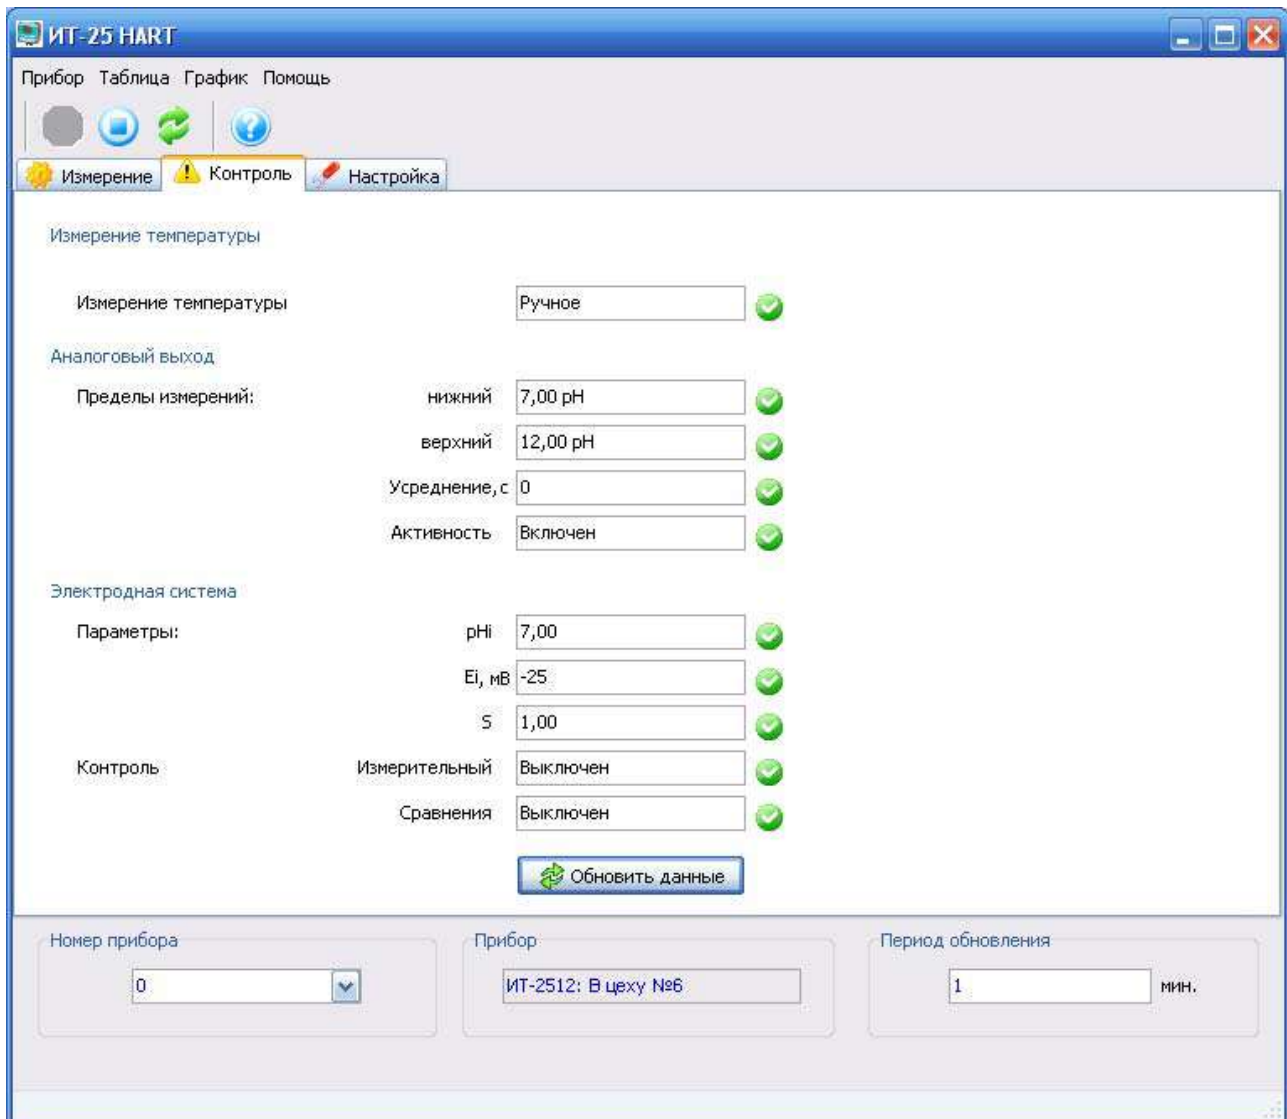 ИТ-25 HART
Прибор Таблица График Помощь
Измерение Контроль Настройка
Измерение температуры
Измерение температуры Ручное
Аналоговый выход
Пределы измерений: нижний 7,00 pH
верхний 12,00 pH
Усреднение, с 0
Активность Включен
Электродная система
Параметры: pHi 7,00
Ei, мВ -25
S 1,00
Контроль Измерительный Выключен
Сравнения Выключен
Обновить данные
Номер прибора Прибор Период обновления
0 ИТ-2512: В цеху №6 1 мин.